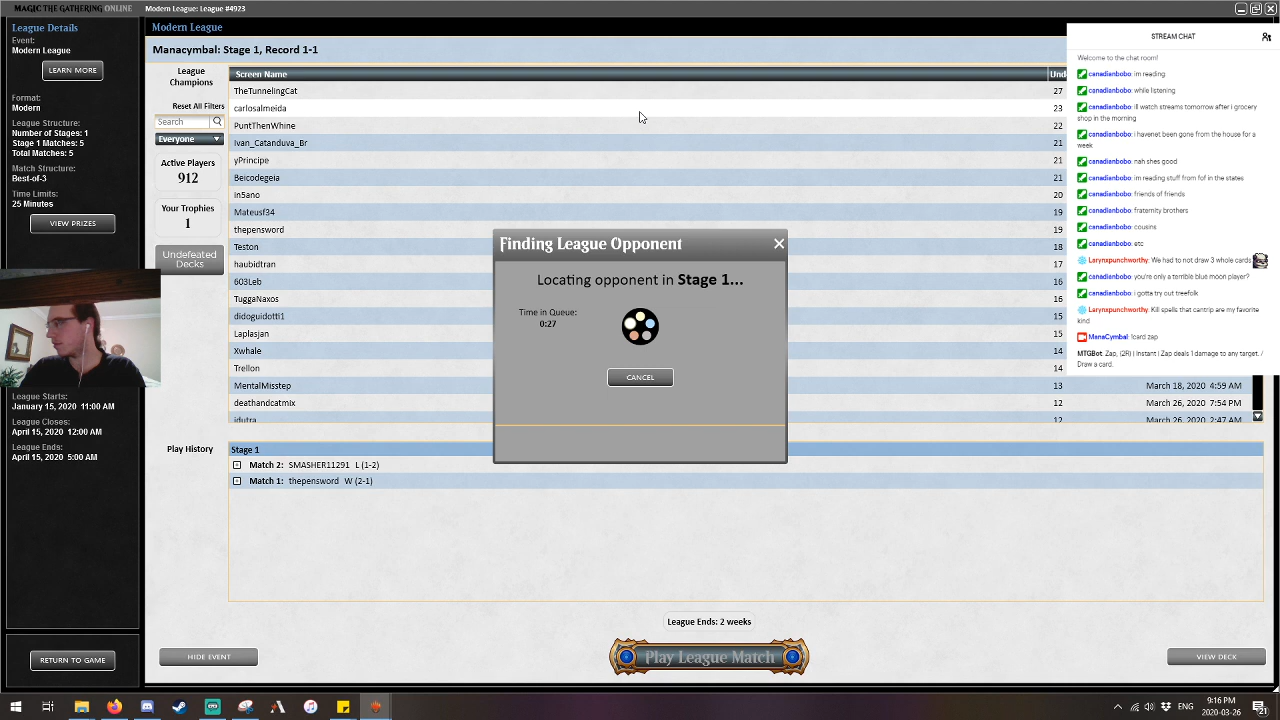 MAGIC THE GATHERING ONLINE
Modern League: League #4923
League Details
Event:
Modern League
LEARN MORE
Format:
Modern
League Structure:
Number of Stages: 1
Stage 1 Matches: 5
Total Matches: 5
Match Structure:
Best-of-3
Time Limits:
25 Minutes
VIEW PRIZES
League Starts:
January 15, 2020 11:00 AM
League Closes:
April 15, 2020 12:00 AM
League Ends:
April 15, 2020 5:00 AM
RETURN TO GAME
Modern League
Manacymbal: Stage 1, Record 1-1
League
Champions
Reset All Filters
Search
Everyone
Active Players
912
Your Trophies
1
Undefeated
Decks
Screen Name
TheTunnelingCat 27
carlosalmeida 23
PuntThenWhine 22
Ivan_Catanduva_Br 21
yPrincipe 21
Beicodegeia 21
In5ano 20
Mateusf34 19
thepensword 19
Teston 18
haubidtran 17
603Leb 16
TuggaNaxos 16
didoguidotti1 15
Laplasjan 15
Xwhale 14
Trellon 14
MentalMisstep 13 March 18, 2020 4:59 AM
deathandcatmix 12 March 26, 2020 7:54 PM
idutra 12 March 26, 2020 2:47 AM
Finding League Opponent
Locating opponent in Stage 1...
Time in Queue:
0:27
CANCEL
Play History
Stage 1
Match 2: SMASHER11291 L (1-2)
Match 1: thepensword W (2-1)
League Ends: 2 weeks
HIDE EVENT
Play League Match
VIEW DECK
STREAM CHAT
Welcome to the chat room!
canadianbobo: im reading
canadianbobo: while listening
canadianbobo: ill watch streams tomorrow after i grocery
shop in the morning
canadianbobo: i havenet been gone from the house for a
week
canadianbobo: nah shes good
canadianbobo: im reading stuff from fof in the states
canadianbobo: friends of friends
canadianbobo: fraternity brothers
canadianbobo: cousins
canadianbobo: etc
Larynxpunchworthy: We had to not draw 3 whole cards
canadianbobo: you're only a terrible blue moon player?
canadianbobo: i gotta try out treefolk
Larynxpunchworthy: Kill spells that cantrip are my favorite
kind
ManaCymbal: !card zap
MTGBot: Zap, {2R} | Instant | Zap deals 1 damage to any target. /
Draw a card.
ENG
9:16 PM
2020-03-26